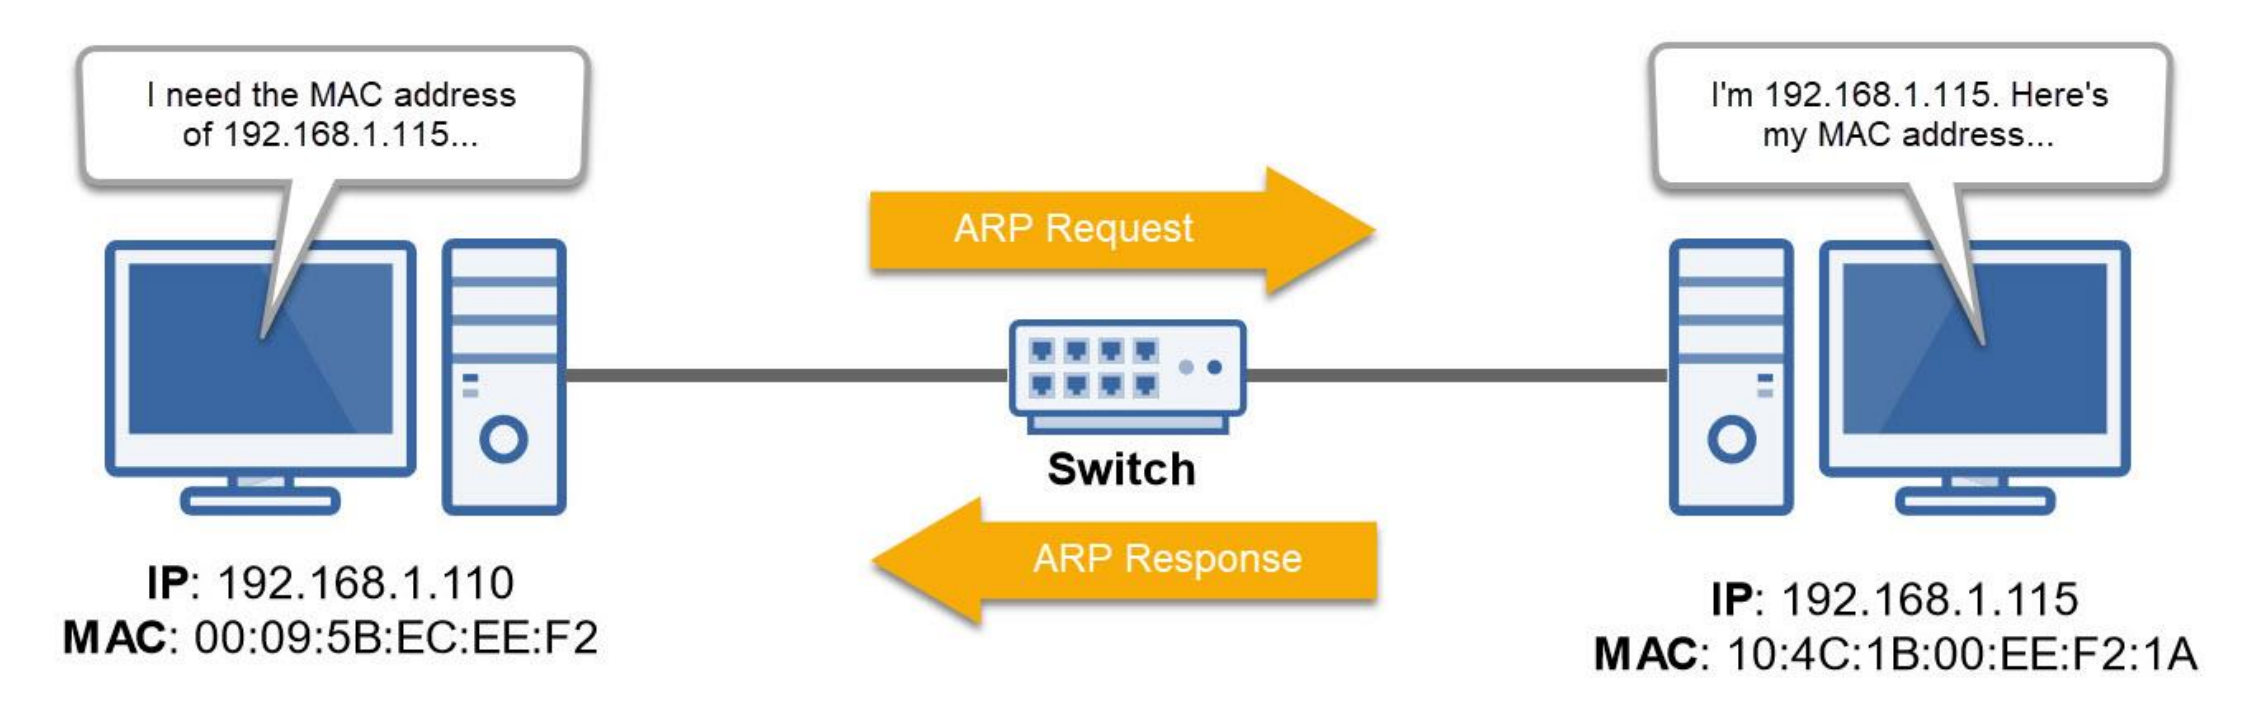 I need the MAC address
of 192.168.1.115...
I'm 192.168.1.115. Here's
my MAC address...
ARP Request
Switch
ARP Response
IP: 192.168.1.110
MAC: 00:09:5B:EC:EE:F2
IP: 192.168.1.115
MAC: 10:4C:1B:00:EE:F2:1A